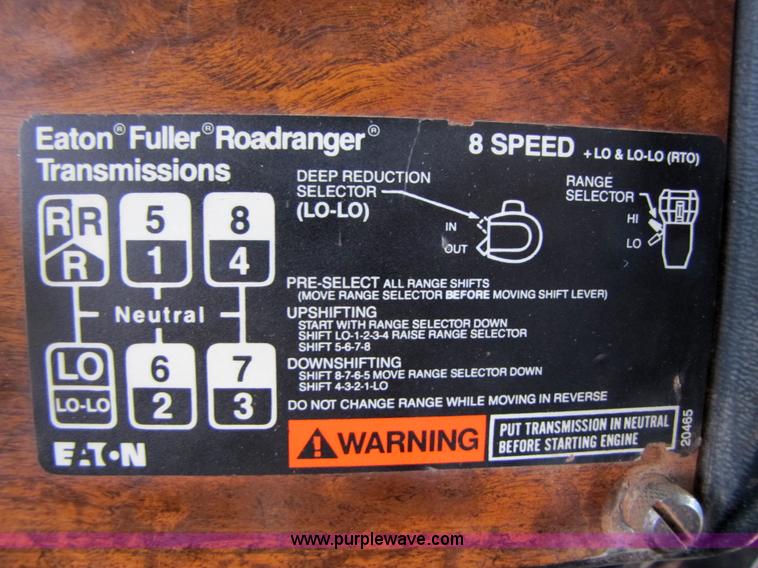 Eaton® Fuller® Roadranger®
Transmissions
8 SPEED + LO & LO-LO (RTO)
DEEP REDUCTION
SELECTOR
(LO-LO)
IN
OUT
RANGE
SELECTOR
HI
LO
R R 5 8
R 1 4
Neutral
LO 6 7
LO-LO 2 3
PRE-SELECT ALL RANGE SHIFTS
(MOVE RANGE SELECTOR BEFORE MOVING SHIFT LEVER)
UPSHIFTING
START WITH RANGE SELECTOR DOWN
SHIFT LO-1-2-3-4 RAISE RANGE SELECTOR
SHIFT 5-6-7-8
DOWNSHIFTING
SHIFT 8-7-6-5 MOVE RANGE SELECTOR DOWN
SHIFT 4-3-2-1-LO
DO NOT CHANGE RANGE WHILE MOVING IN REVERSE
EATON
WARNING
PUT TRANSMISSION IN NEUTRAL
BEFORE STARTING ENGINE
20465
www.purplewave.com